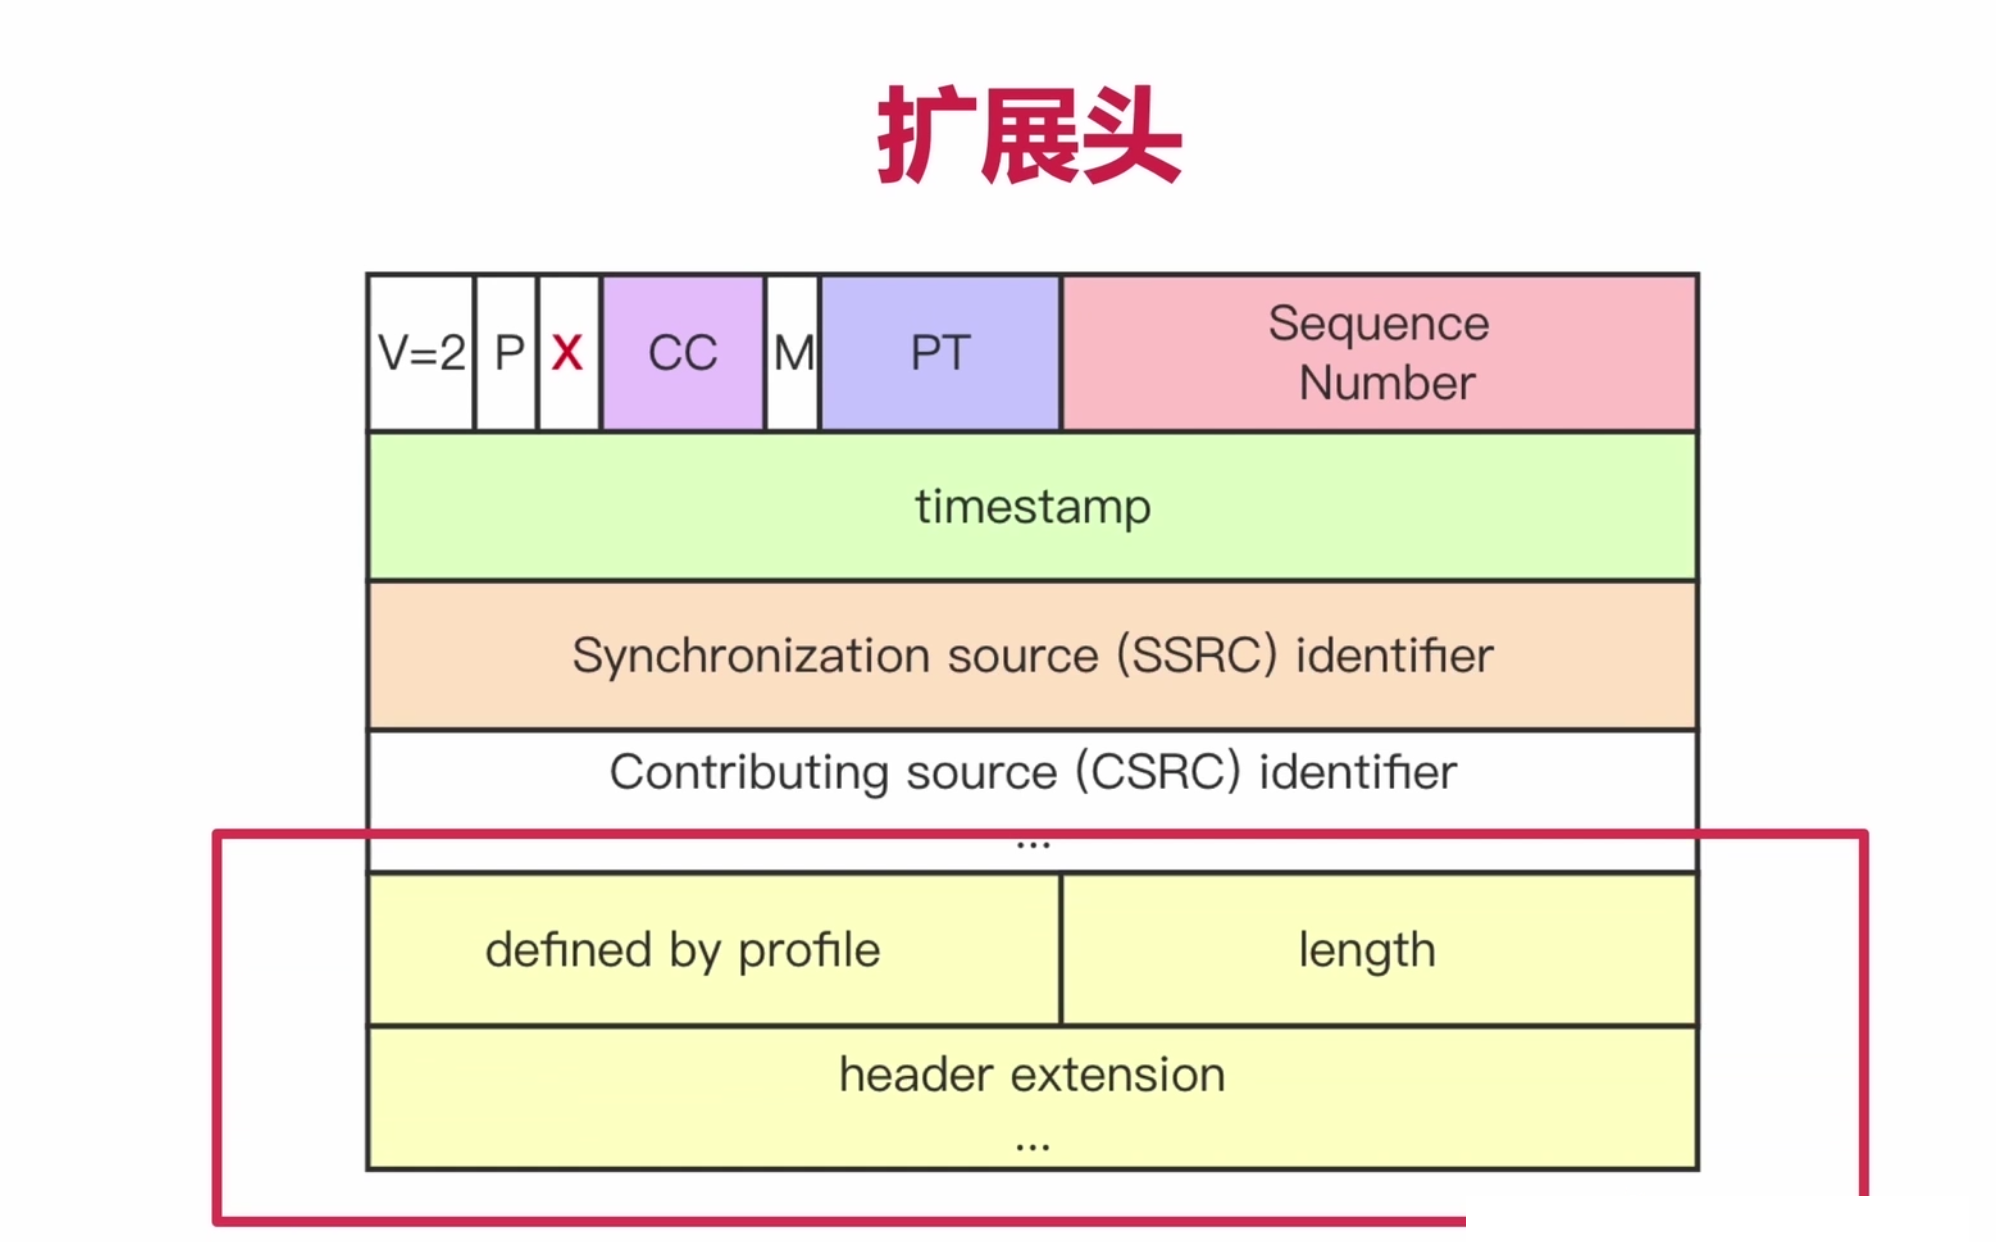 扩展头
V=2 P X CC M PT Sequence
Number
timestamp
Synchronization source (SSRC) identifier
Contributing source (CSRC) identifier
...
defined by profile length
header extension
...